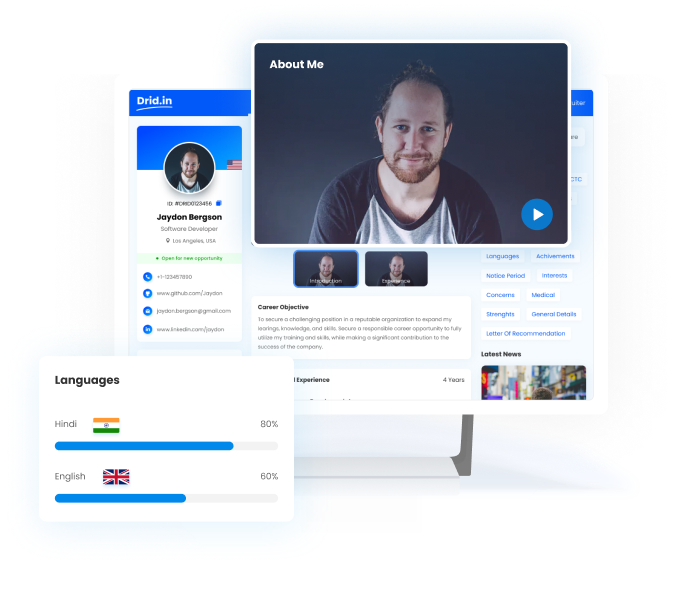 About Me
Drid.in
uiter
ID: #DRID0123456
Jaydon Bergson
Software Developer
Los Angeles, USA
Open for new opportunity
+1-123457890
www.github.com/.Jaydon
jaydon.bergson@gmail.com
www.linkedin.com/jaydon
Introduction
Experience
Career Objective
To secure a challenging position in a reputable organization to expand my
learings, knowledge, and skills. Secure a responsible career opportunity to fully
utilise my training and skills, while making a significant contribution to the
success of the company.
Experience 4 Years
CTC
Languages Achivements
Notice Period Interests
Concerns Medical
Strenghts General Details
Letter Of Recommendation
Latest News
Languages
Hindi 80%
English 60%